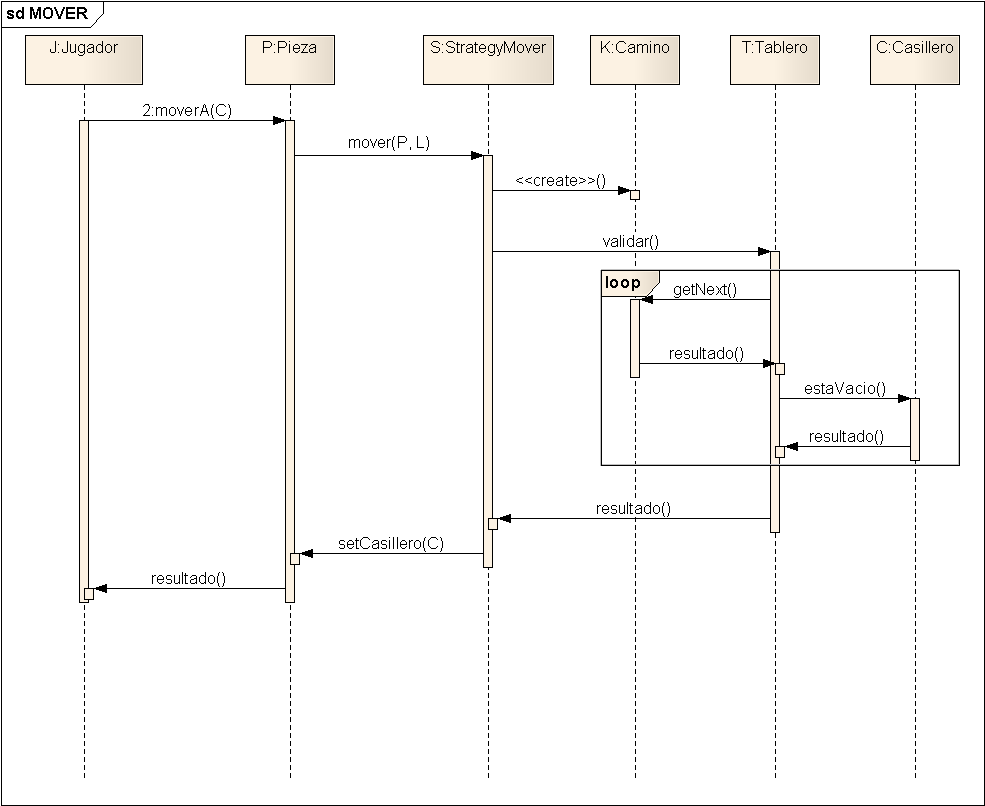 sd MOVER
J:Jugador
P:Pieza
S:StrategyMover
K:Camino
T:Tablero
C:Casillero
2:moverA(C)
mover(P, L)
<<create>>()
validar()
loop
getNext()
resultado()
estaVacio()
resultado()
resultado()
setCasillero(C)
resultado()